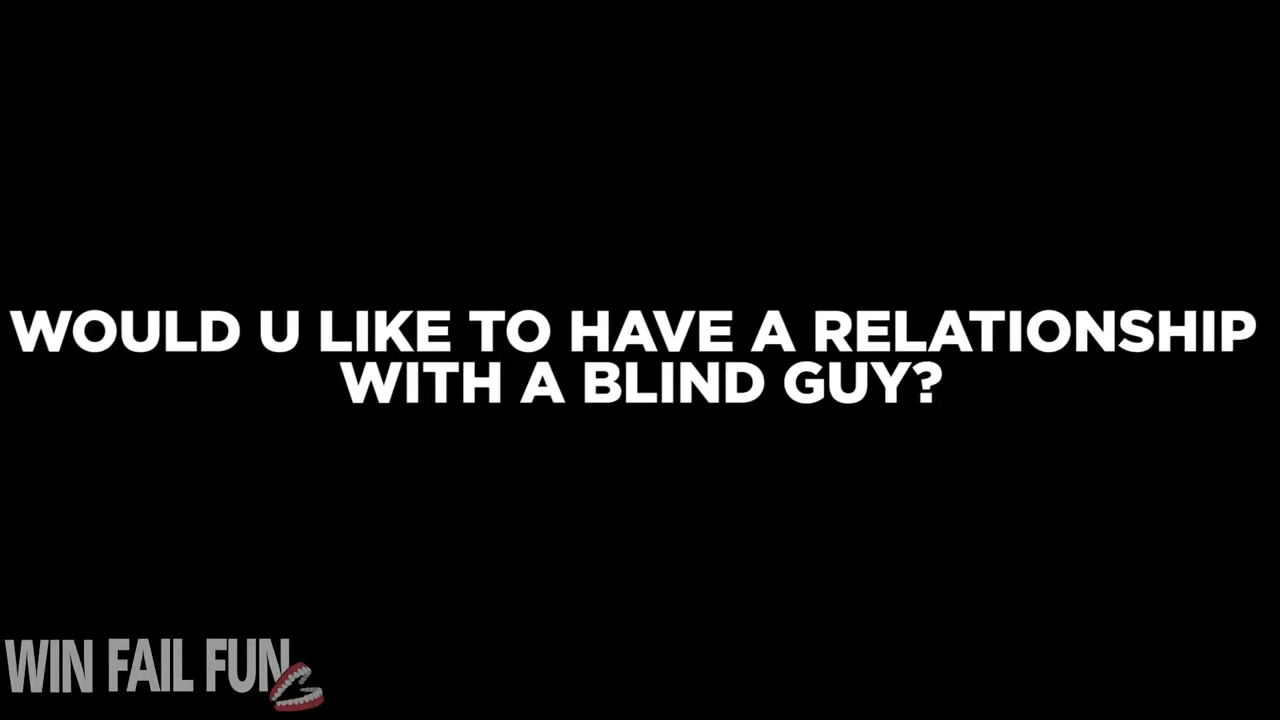 WOULD U LIKE TO HAVE A RELATIONSHIP
WITH A BLIND GUY?
WIN FAIL FUN